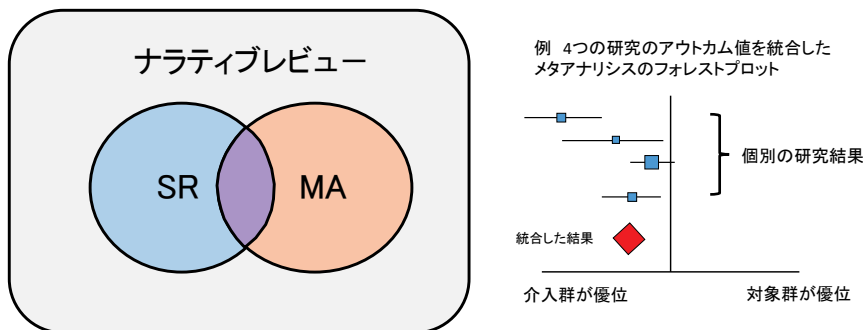 ナラティブレビュー
SR
MA
例 4つの研究のアウトカム値を統合した
メタアナリシスのフォレストプロット
個別の研究結果
統合した結果
介入群が優位
対象群が優位